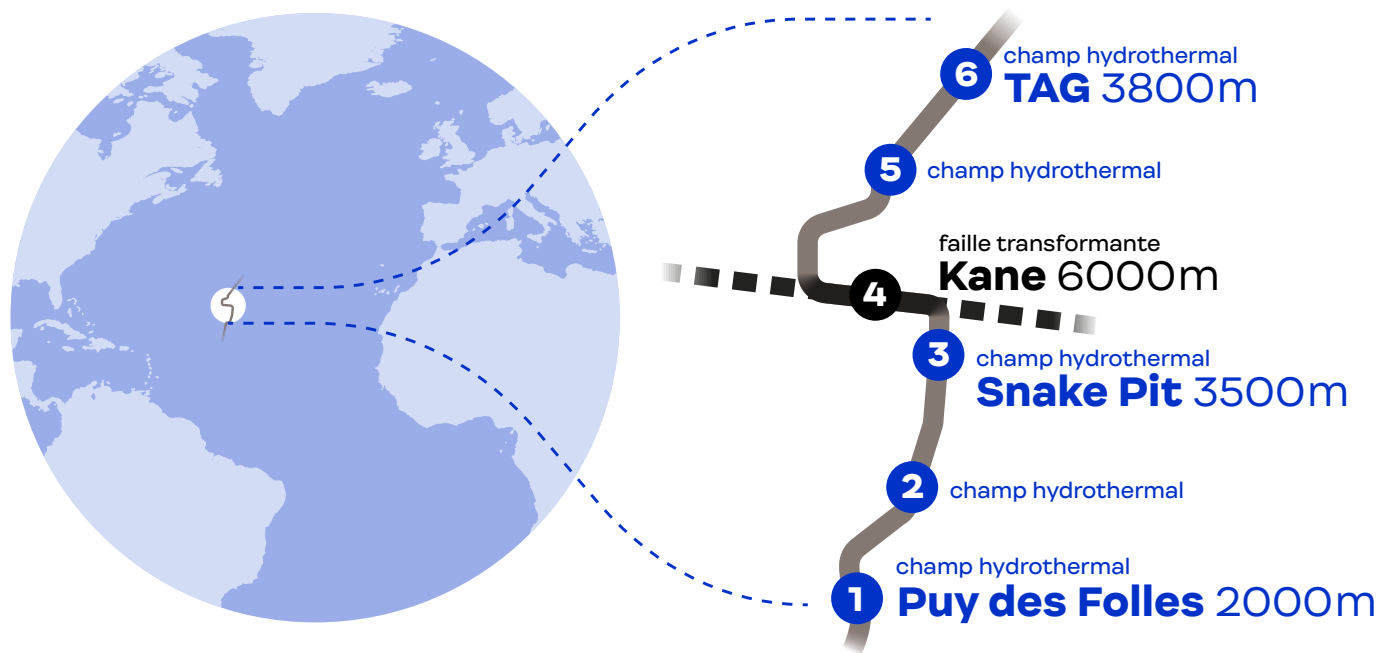 6
champ hydrothermal
TAG 3800m
5
champ hydrothermal
faille transformante
Kane 6000m
4
3
champ hydrothermal
Snake Pit 3500m
2
champ hydrothermal
champ hydrothermal
1
Puy des Folles 2000m